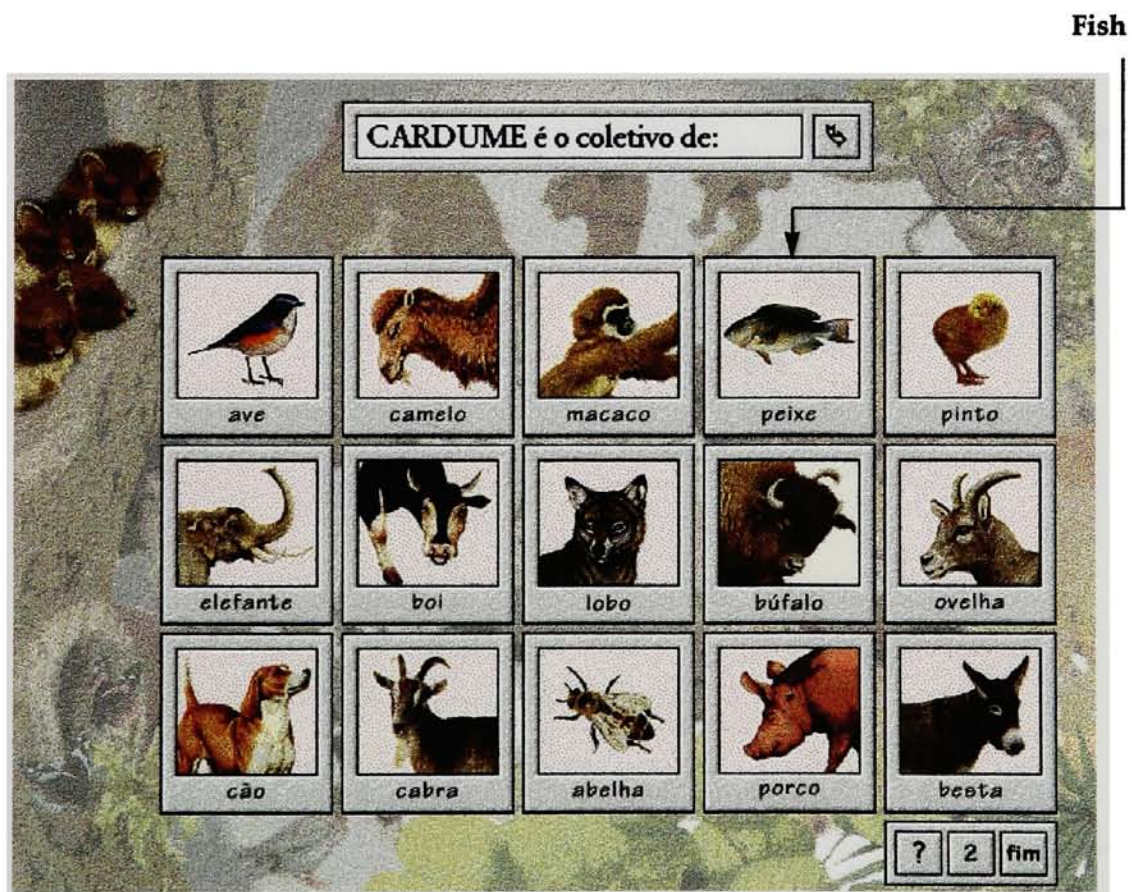 Fish
CARDUME é o coletivo de:
ave camelo macaco peixe pinto
elefante boi lobo búfalo ovelha
cão cabra abelha porco besta
? 2 fim